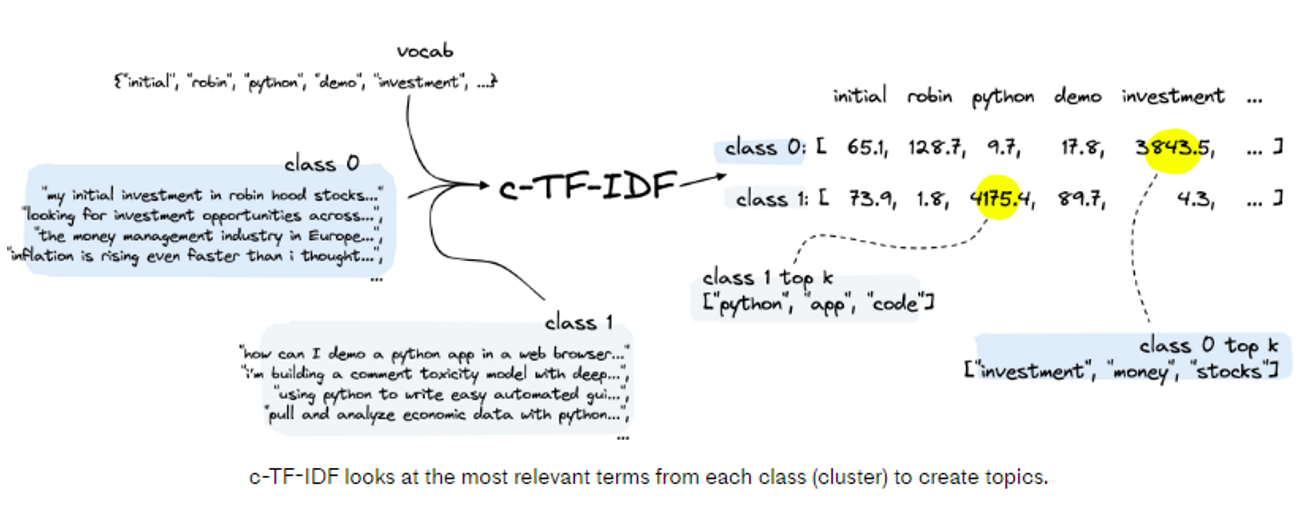 vocab
{"initial", "robin", "python", "demo", "investment", ...}
class 0
"my initial investment in robin hood stocks..."
"looking for investment opportunities across...",
"the money management industry in Europe...",
"inflation is rising even faster than i thought...",
...
class 1
"how can I demo a python app in a web browser..."
"i'm building a comment toxicity model with deep...",
"using python to write easy automated gui...",
"pull and analyze economic data with python...",
...
c-TF-IDF
initial robin python demo investment ...
class 0: [ 65.1, 128.7, 9.7, 17.8, 3843.5, ... ]
class 1: [ 73.9, 1.8, 4175.4, 89.7, 4.3, ... ]
class 1 top k
["python", "app", "code"]
class 0 top k
["investment", "money", "stocks"]
c-TF-IDF looks at the most relevant terms from each class (cluster) to create topics.